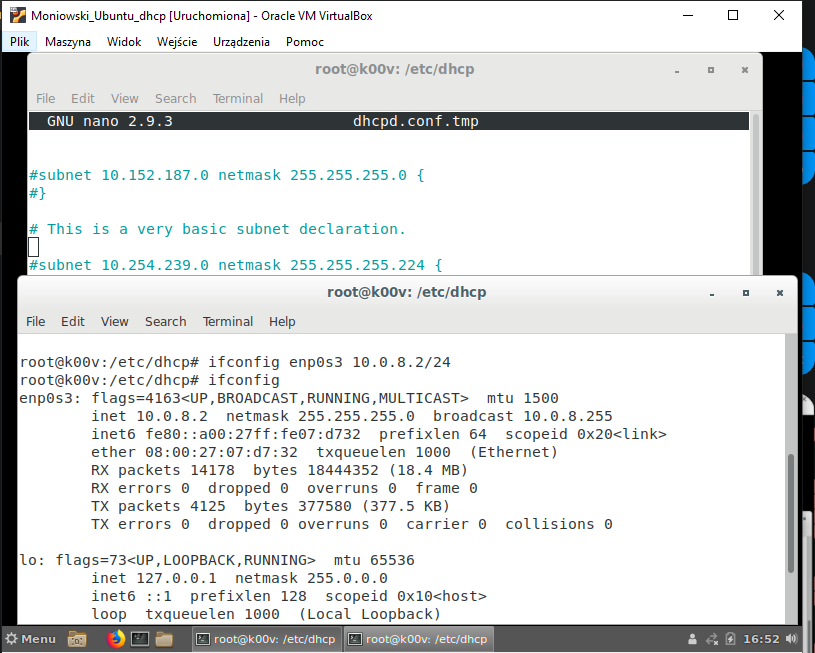 Moniowski_Ubuntu_dhcp [Uruchomiona] - Oracle VM VirtualBox
Plik Maszyna Widok Wejście Urządzenia Pomoc
root@k00v: /etc/dhcp
File Edit View Search Terminal Help
GNU nano 2.9.3 dhcpd.conf.tmp
#subnet 10.152.187.0 netmask 255.255.255.0 {
#}
# This is a very basic subnet declaration.
#subnet 10.254.239.0 netmask 255.255.255.224 {
root@k00v: /etc/dhcp
File Edit View Search Terminal Help
root@k00v:/etc/dhcp# ifconfig enp0s3 10.0.8.2/24
root@k00v:/etc/dhcp# ifconfig
enp0s3: flags=4163<UP,BROADCAST,RUNNING,MULTICAST>  mtu 1500
inet 10.0.8.2  netmask 255.255.255.0  broadcast 10.0.8.255
inet6 fe80::a00:27ff:fe07:d732  prefixlen 64  scopeid 0x20<link>
ether 08:00:27:07:d7:32  txqueuelen 1000  (Ethernet)
RX packets 14178  bytes 18444352 (18.4 MB)
RX errors 0  dropped 0  overruns 0  frame 0
TX packets 4125  bytes 377580 (377.5 KB)
TX errors 0  dropped 0 overruns 0  carrier 0  collisions 0
lo: flags=73<UP,LOOPBACK,RUNNING>  mtu 65536
inet 127.0.0.1  netmask 255.0.0.0
inet6 ::1  prefixlen 128  scopeid 0x10<host>
loop  txqueuelen 1000  (Local Loopback)
Menu root@k00v: /etc/dhcp root@k00v: /etc/dhcp 16:52